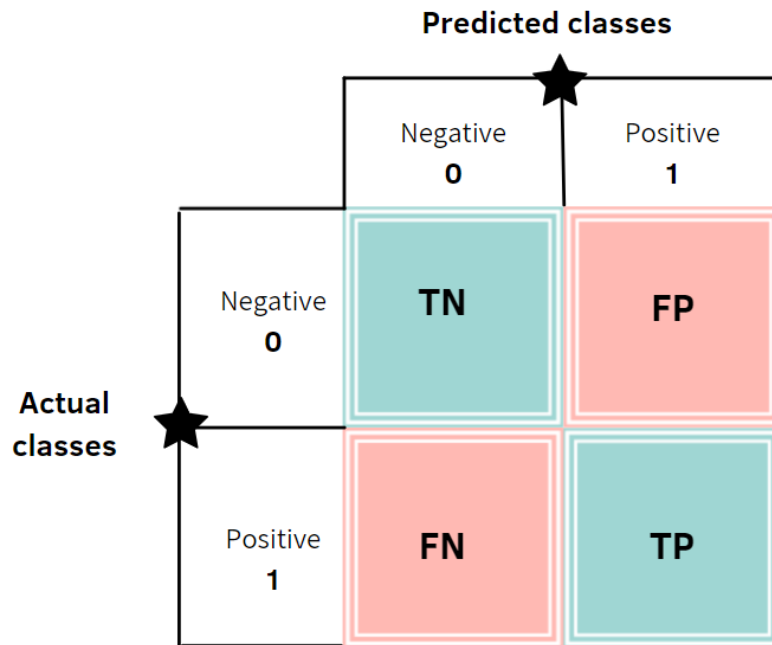 Predicted classes
Negative Positive
0 1
Negative
0
TN FP
Actual
classes
Positive
1
FN TP